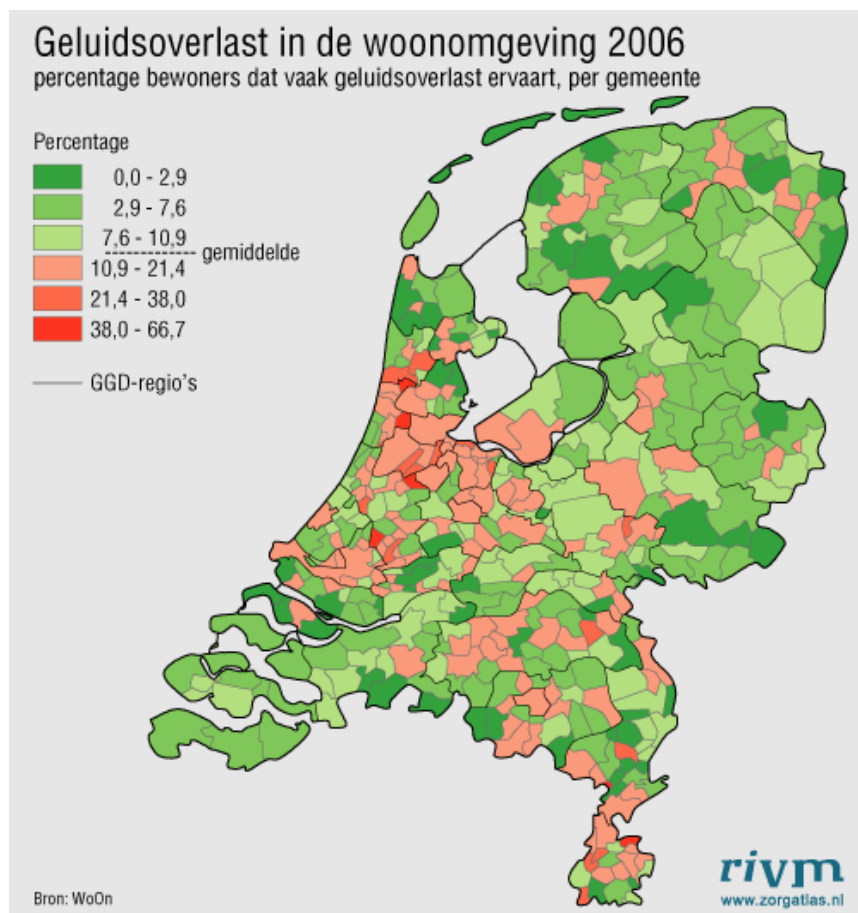 Geluidsoverlast in de woonomgeving 2006
percentage bewoners dat vaak geluidsoverlast ervaart, per gemeente
Percentage
0,0 - 2,9
2,9 - 7,6
7,6 - 10,9
gemiddelde
10,9 - 21,4
21,4 - 38,0
38,0 - 66,7
GGD-regio's
Bron: WoOn
rivm
www.zorgatlas.nl